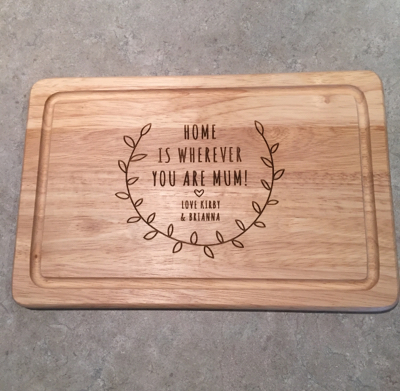 HOME
IS WHEREVER
YOU ARE MUM!
LOVE KIRBY
& BRIANNA